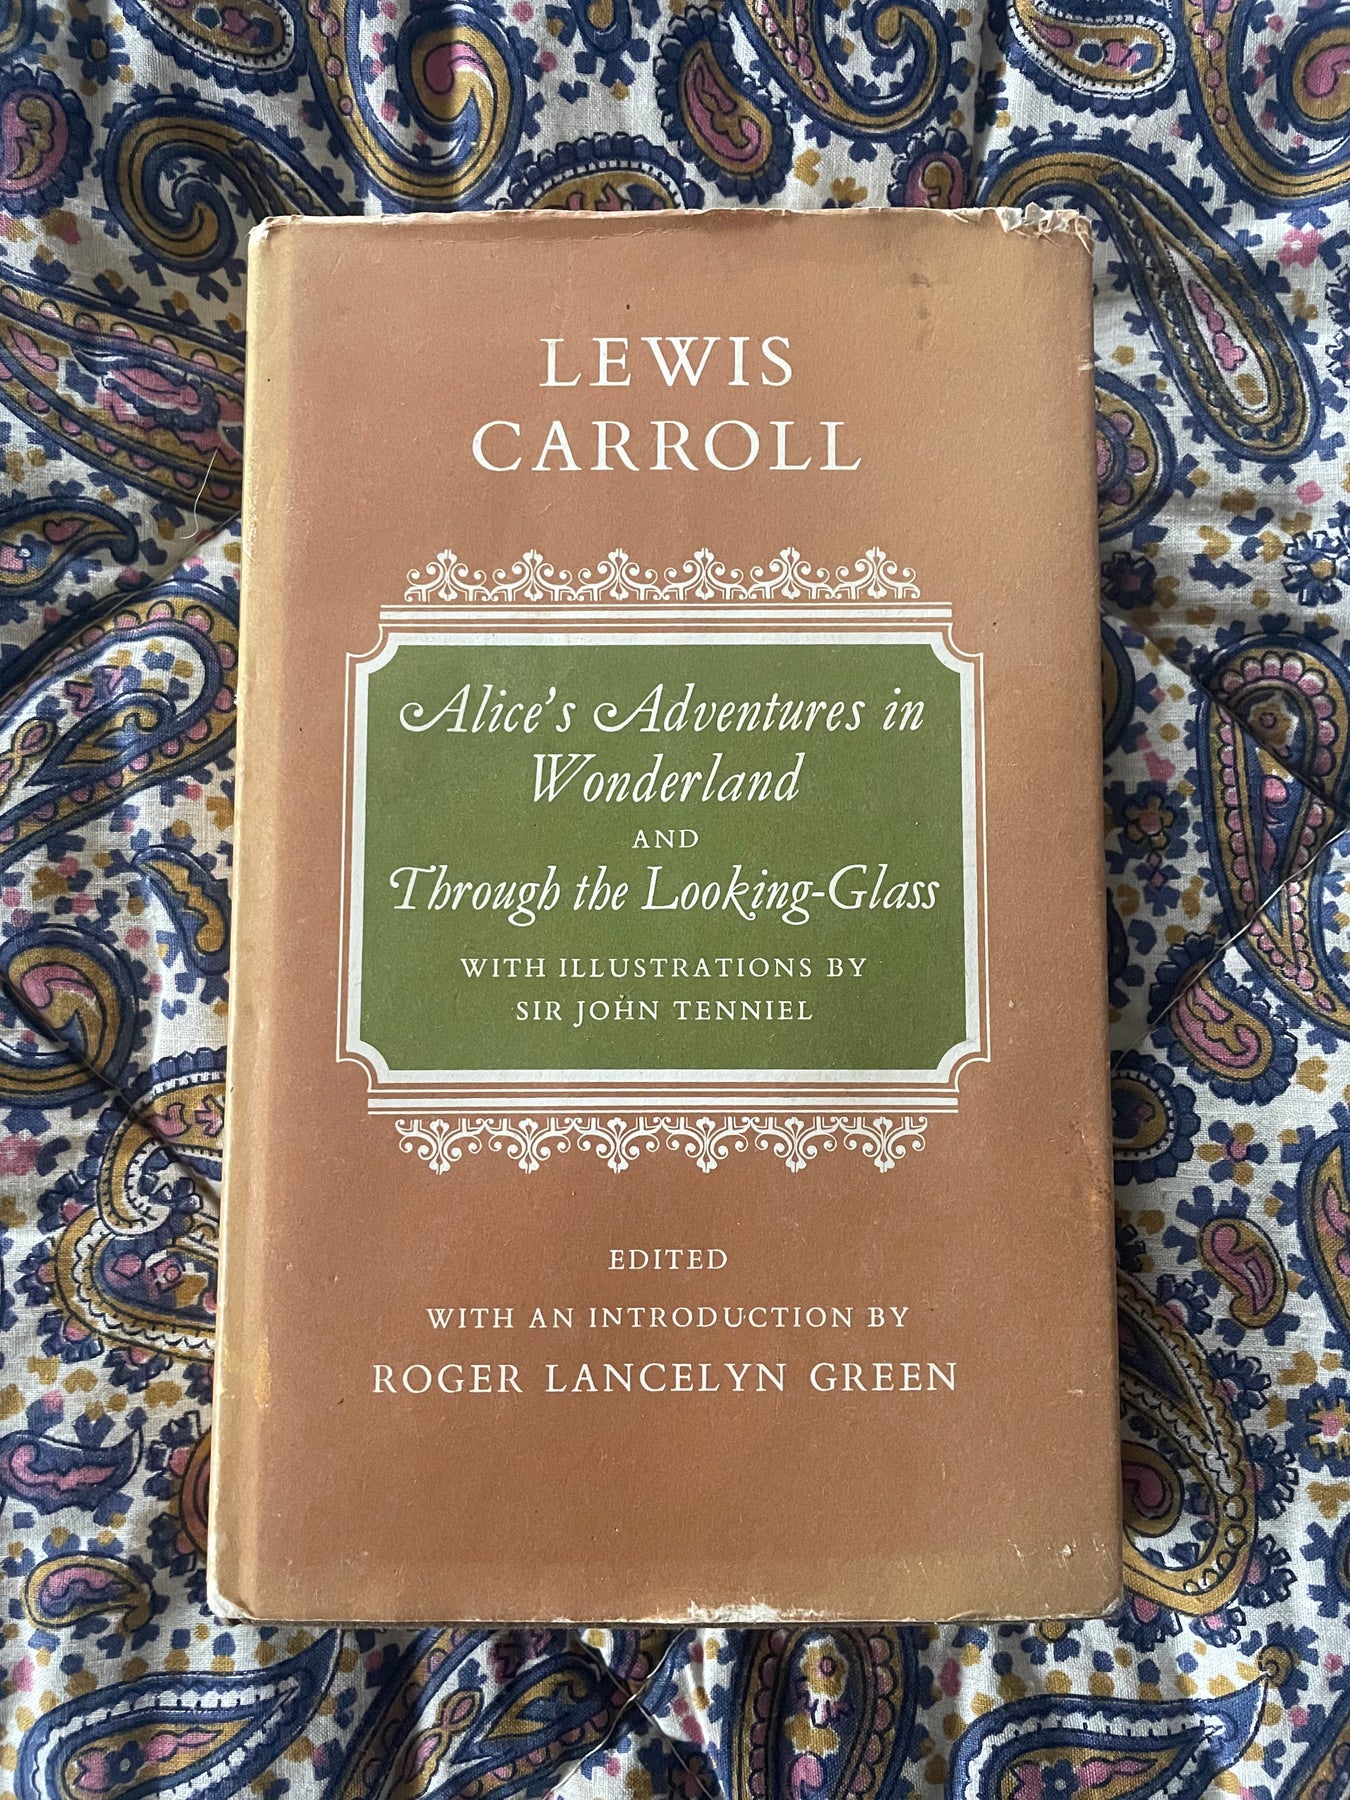 LEWIS
CARROLL
Alice's Adventures in
Wonderland
AND
Through the Looking-Glass
WITH ILLUSTRATIONS BY
SIR JOHN TENNIEL
EDITED
WITH AN INTRODUCTION BY
ROGER LANCELYN GREEN